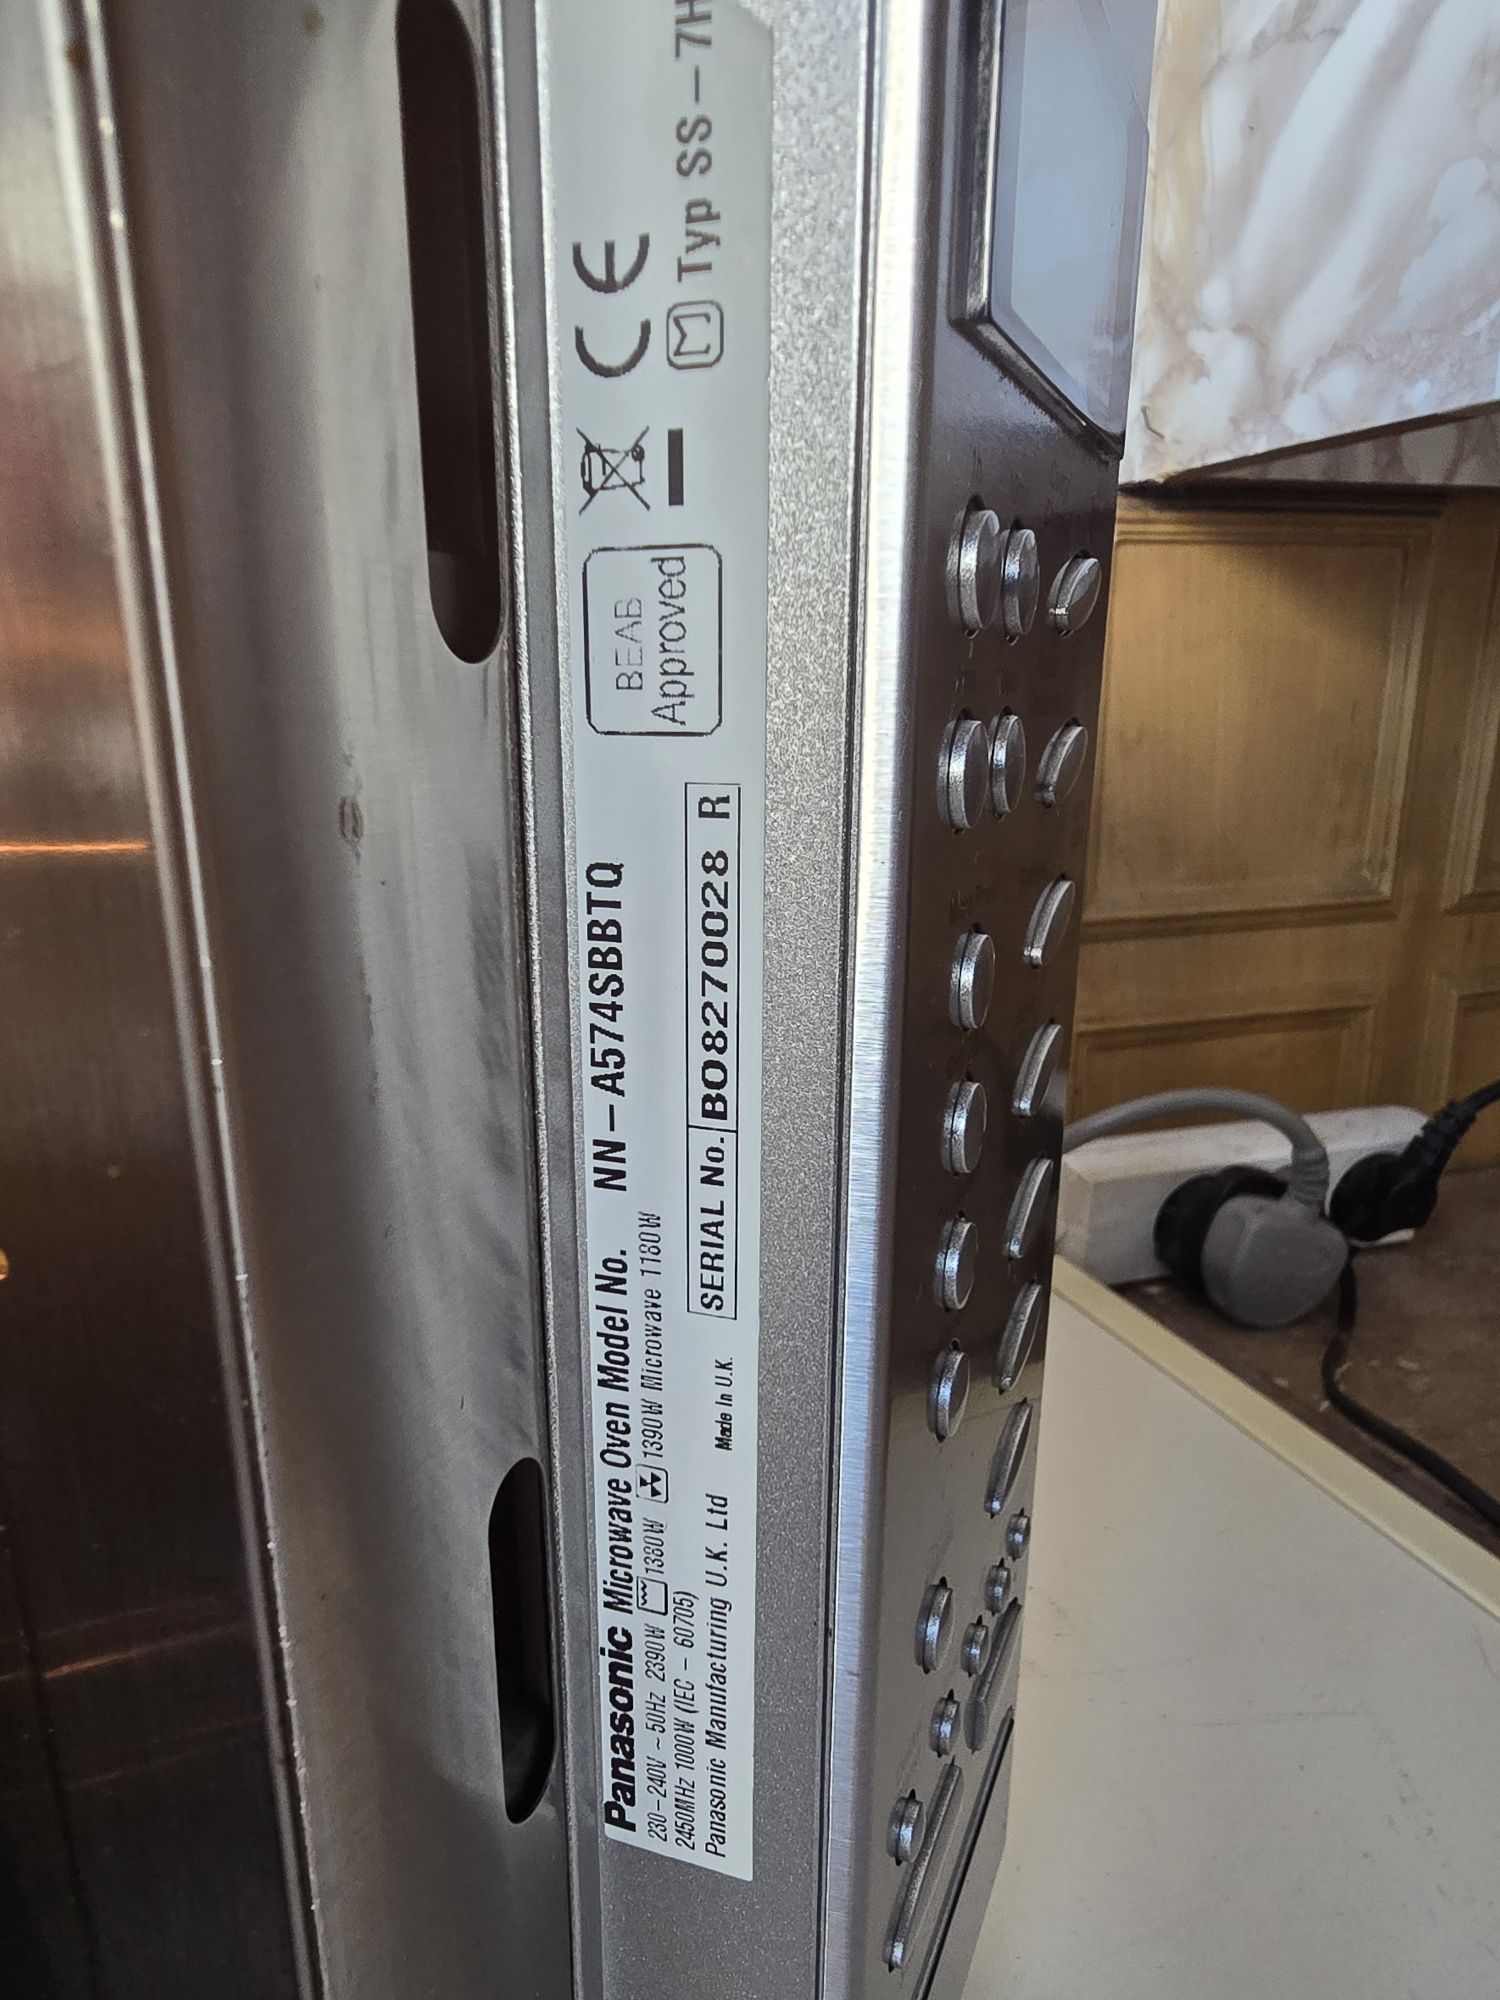 Panasonic Microwave Oven Model No. NN-A574SBBTQ
230-240V ~ 50Hz 2390W 1380W 1390W Microwave 1180W
2450MHz 1000W (IEC - 60705)
Panasonic Manufacturing U.K. Ltd Made In U.K.
SERIAL No. B08270028 R
BEAB
Approved
CE
M Typ SS-7H